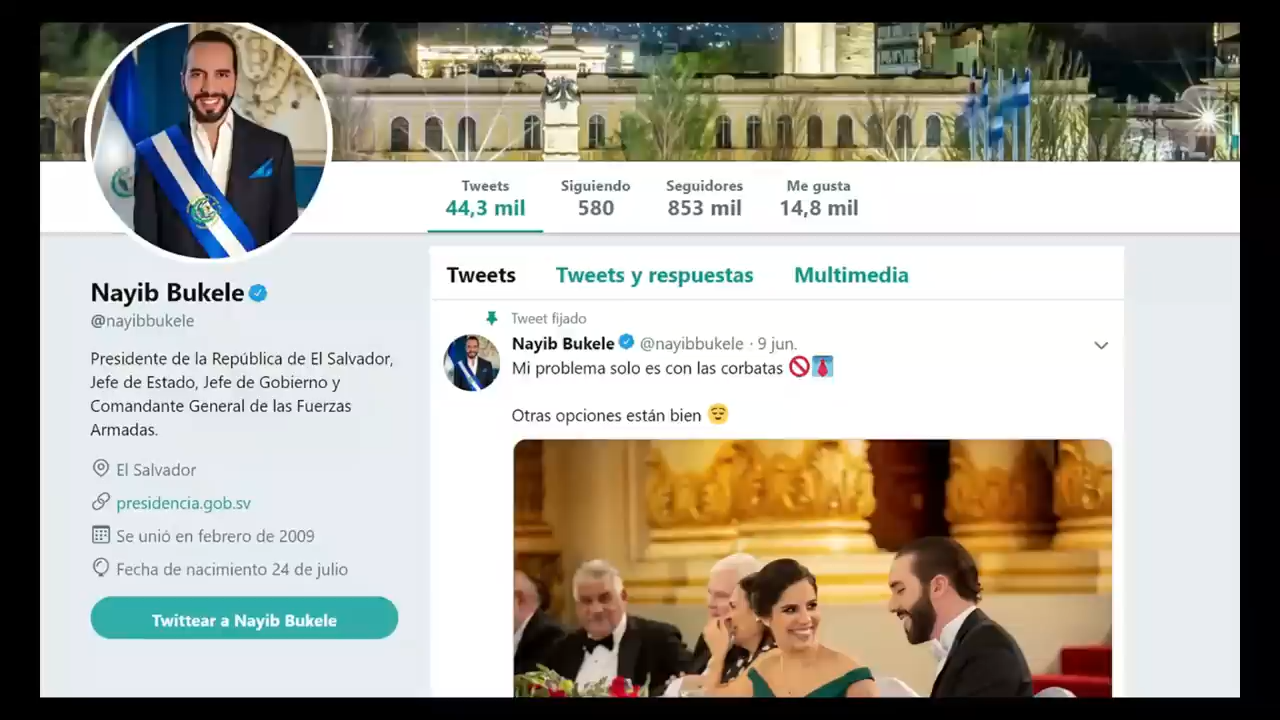 Tweets
44,3 mil
Siguiendo
580
Seguidores
853 mil
Me gusta
14,8 mil
Nayib Bukele
@nayibbukele
Presidente de la República de El Salvador,
Jefe de Estado, Jefe de Gobierno y
Comandante General de las Fuerzas
Armadas.
El Salvador
presidencia.gob.sv
Se unió en febrero de 2009
Fecha de nacimiento 24 de julio
Twittear a Nayib Bukele
Tweets Tweets y respuestas Multimedia
Tweet fijado
Nayib Bukele @nayibbukele · 9 jun.
Mi problema solo es con las corbatas 🚫👔
Otras opciones están bien 😌